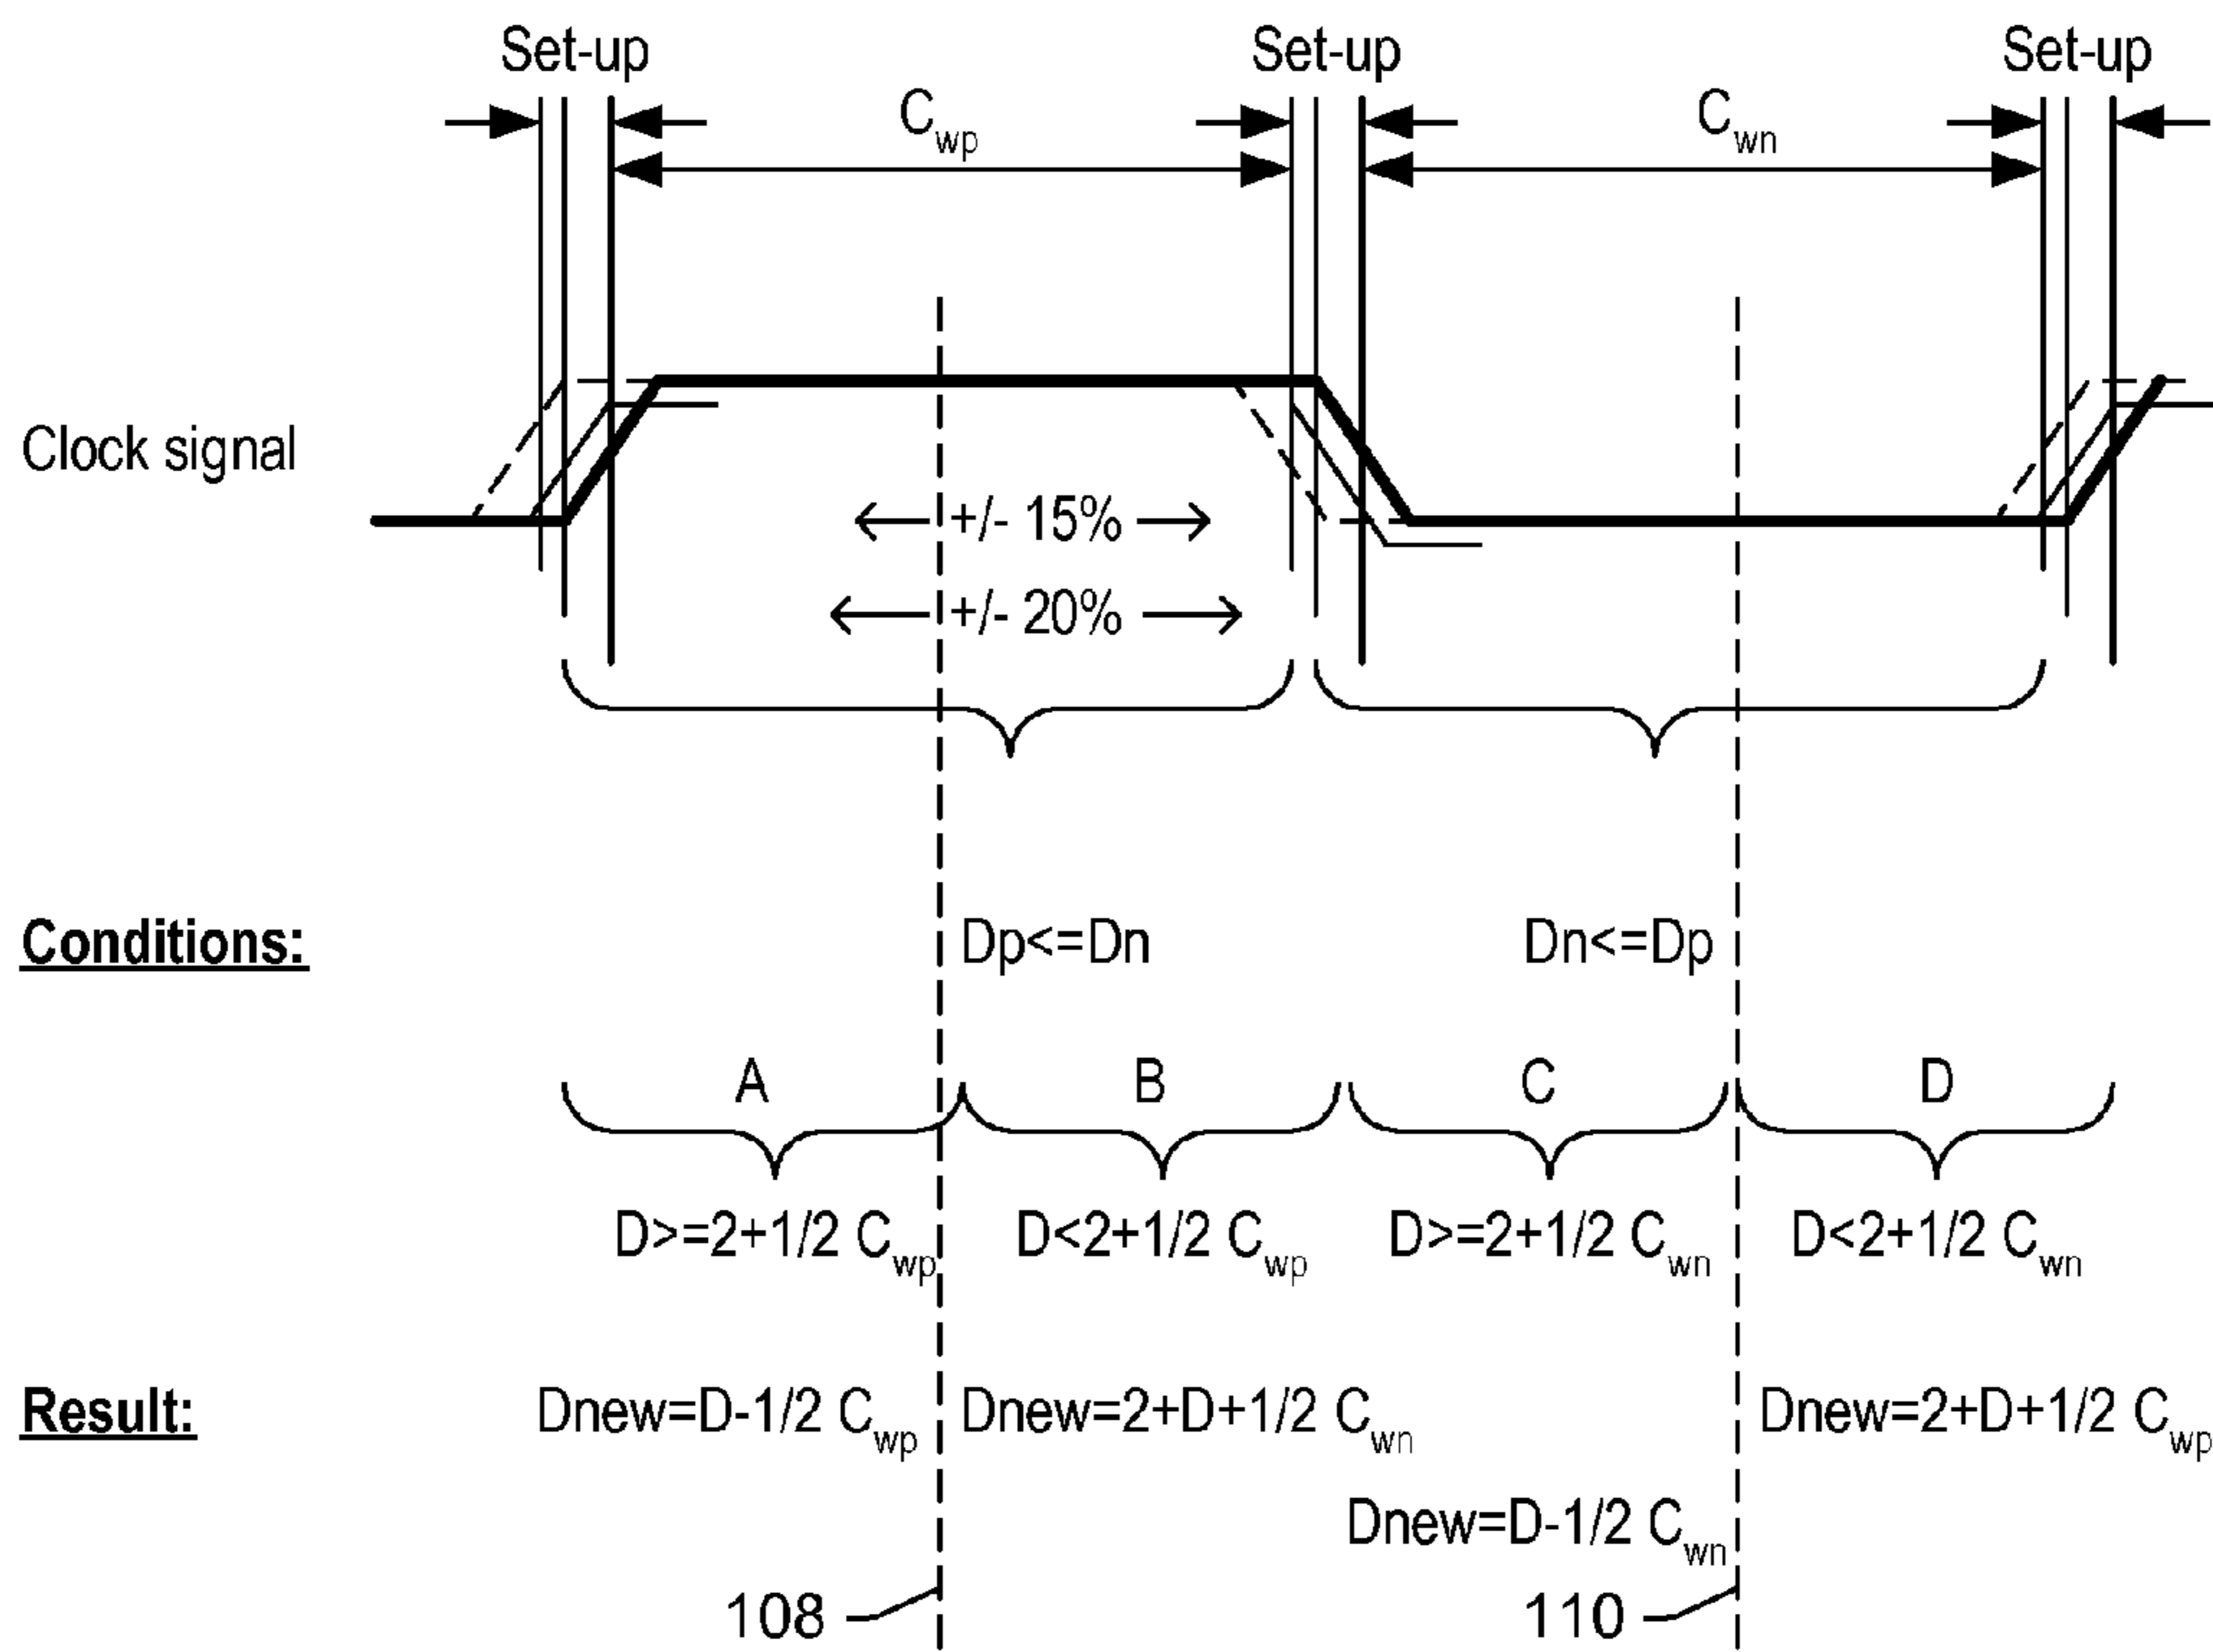 Set-up Set-up Set-up
Cwp Cwn
Clock signal
+/- 15%
+/- 20%
Conditions: Dp<=Dn Dn<=Dp
A B C D
D>=2+1/2 Cwp D<2+1/2 Cwp D>=2+1/2 Cwn D<2+1/2 Cwn
Result: Dnew=D-1/2 Cwp Dnew=2+D+1/2 Cwn Dnew=2+D+1/2 Cwp
Dnew=D-1/2 Cwn
108 110